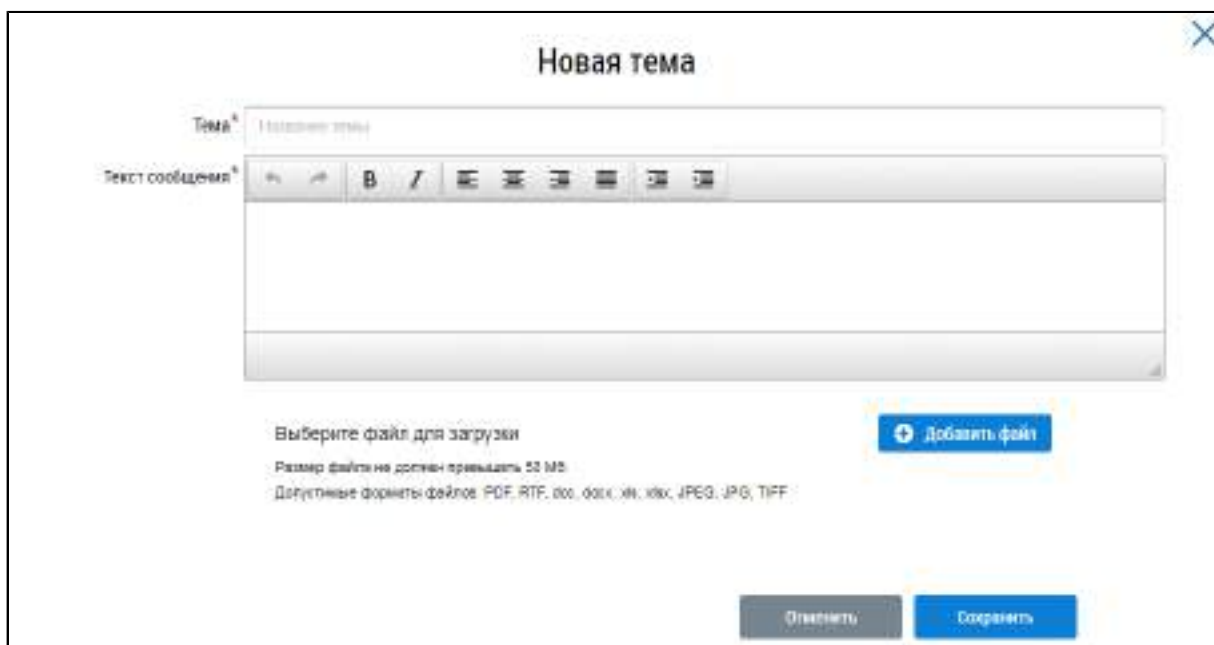 Новая тема
Тема*
Название темы
Текст сообщения*
B I
Выберите файл для загрузки
Добавить файл
Размер файла не должен превышать 50 Мб
Допустимые форматы файлов: PDF, RTF, doc, docx, xls, xlsx, JPEG, JPG, TIFF
Отменить
Сохранить